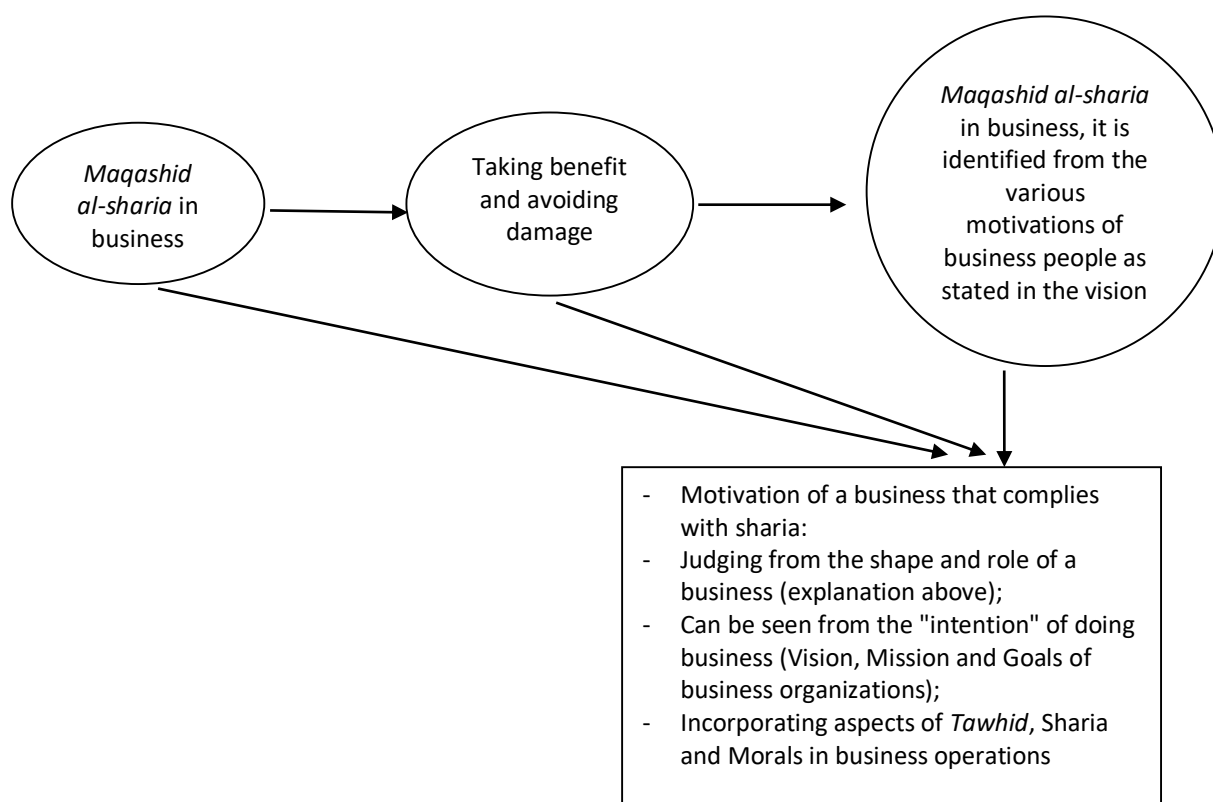 Maqashid
al-sharia in
business
Taking benefit
and avoiding
damage
Maqashid al-sharia
in business, it is
identified from the
various
motivations of
business people as
stated in the vision
- Motivation of a business that complies
with sharia:
- Judging from the shape and role of a
business (explanation above);
- Can be seen from the "intention" of doing
business (Vision, Mission and Goals of
business organizations);
- Incorporating aspects of Tawhid, Sharia
and Morals in business operations